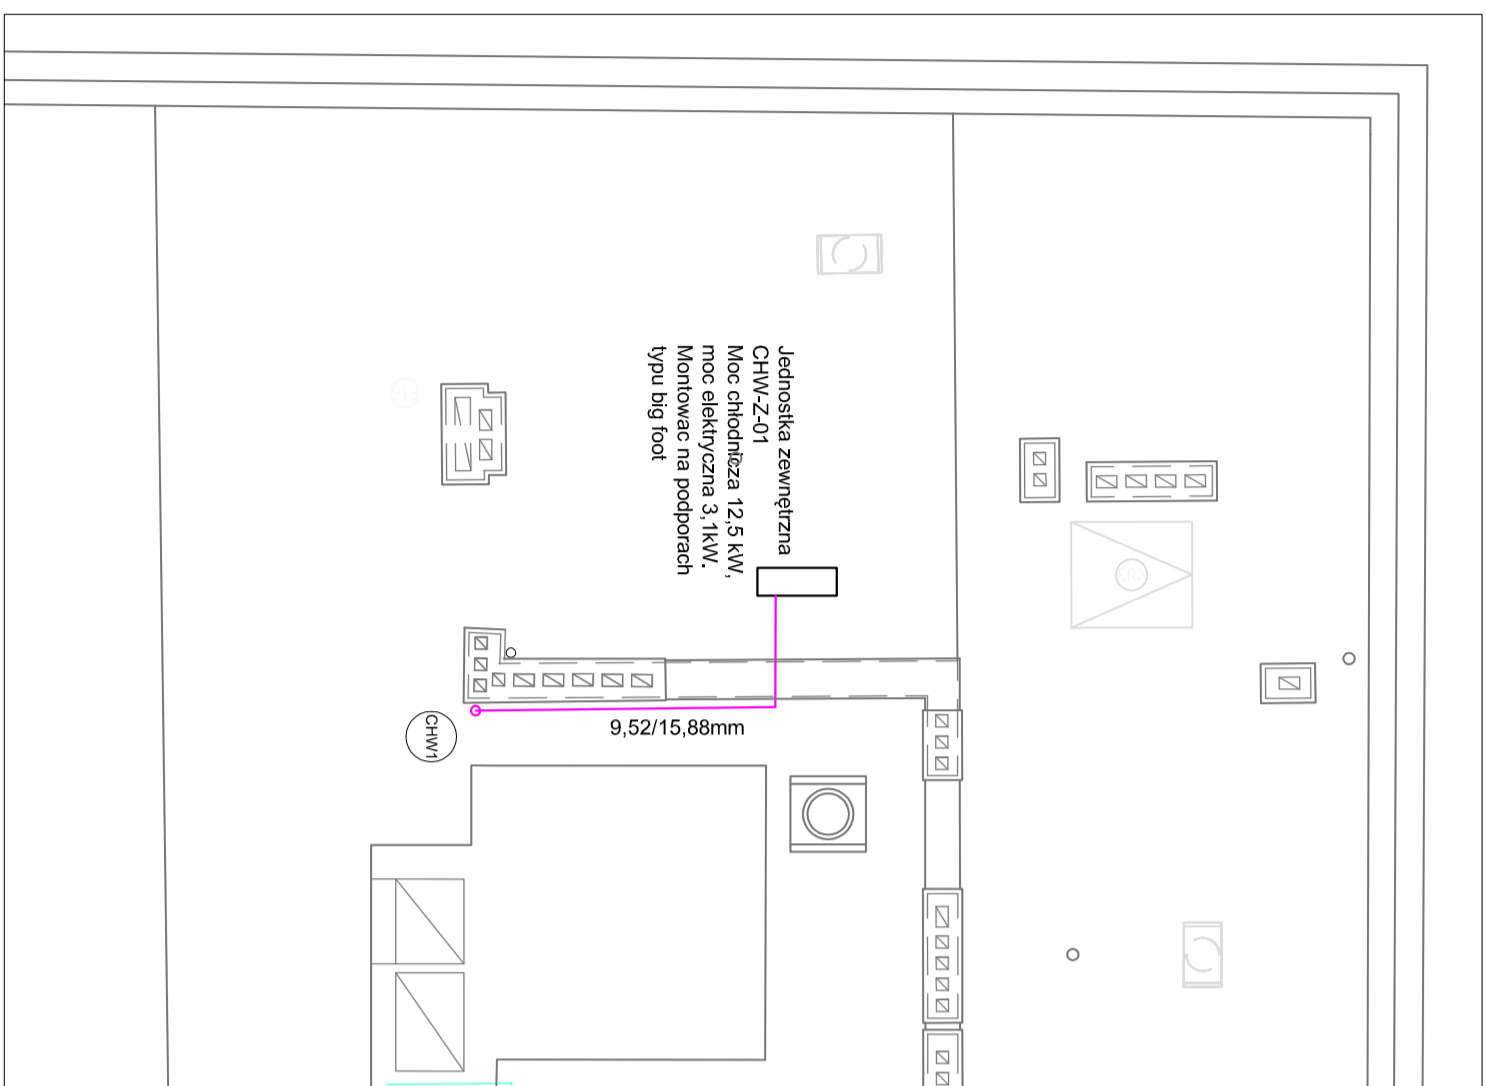 Jednostka zewnętrzna
CHW-Z-01
Moc chłodnicza 12,5 kW,
moc elektryczna 3,1kW.
Montowac na podporach
typu big foot
9,52/15,88mm
CHW1